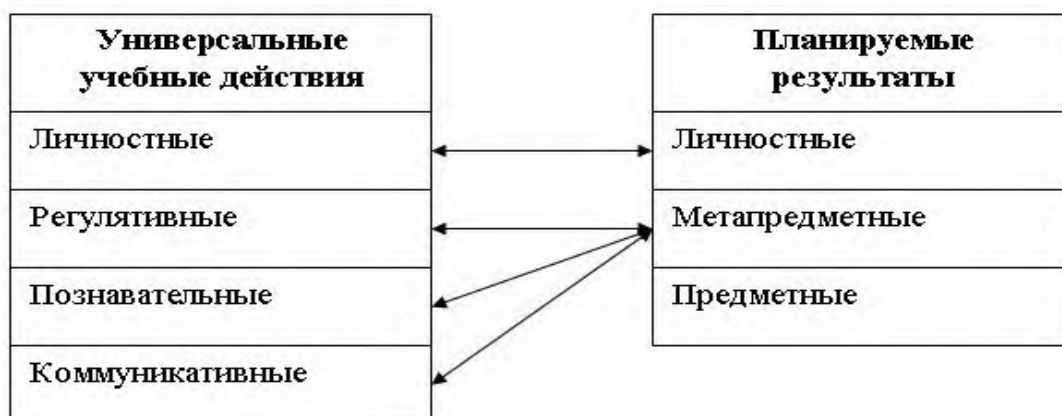 Универсальные
учебные действия
Личностные
Регулятивные
Познавательные
Коммуникативные
Планируемые
результаты
Личностные
Метапредметные
Предметные